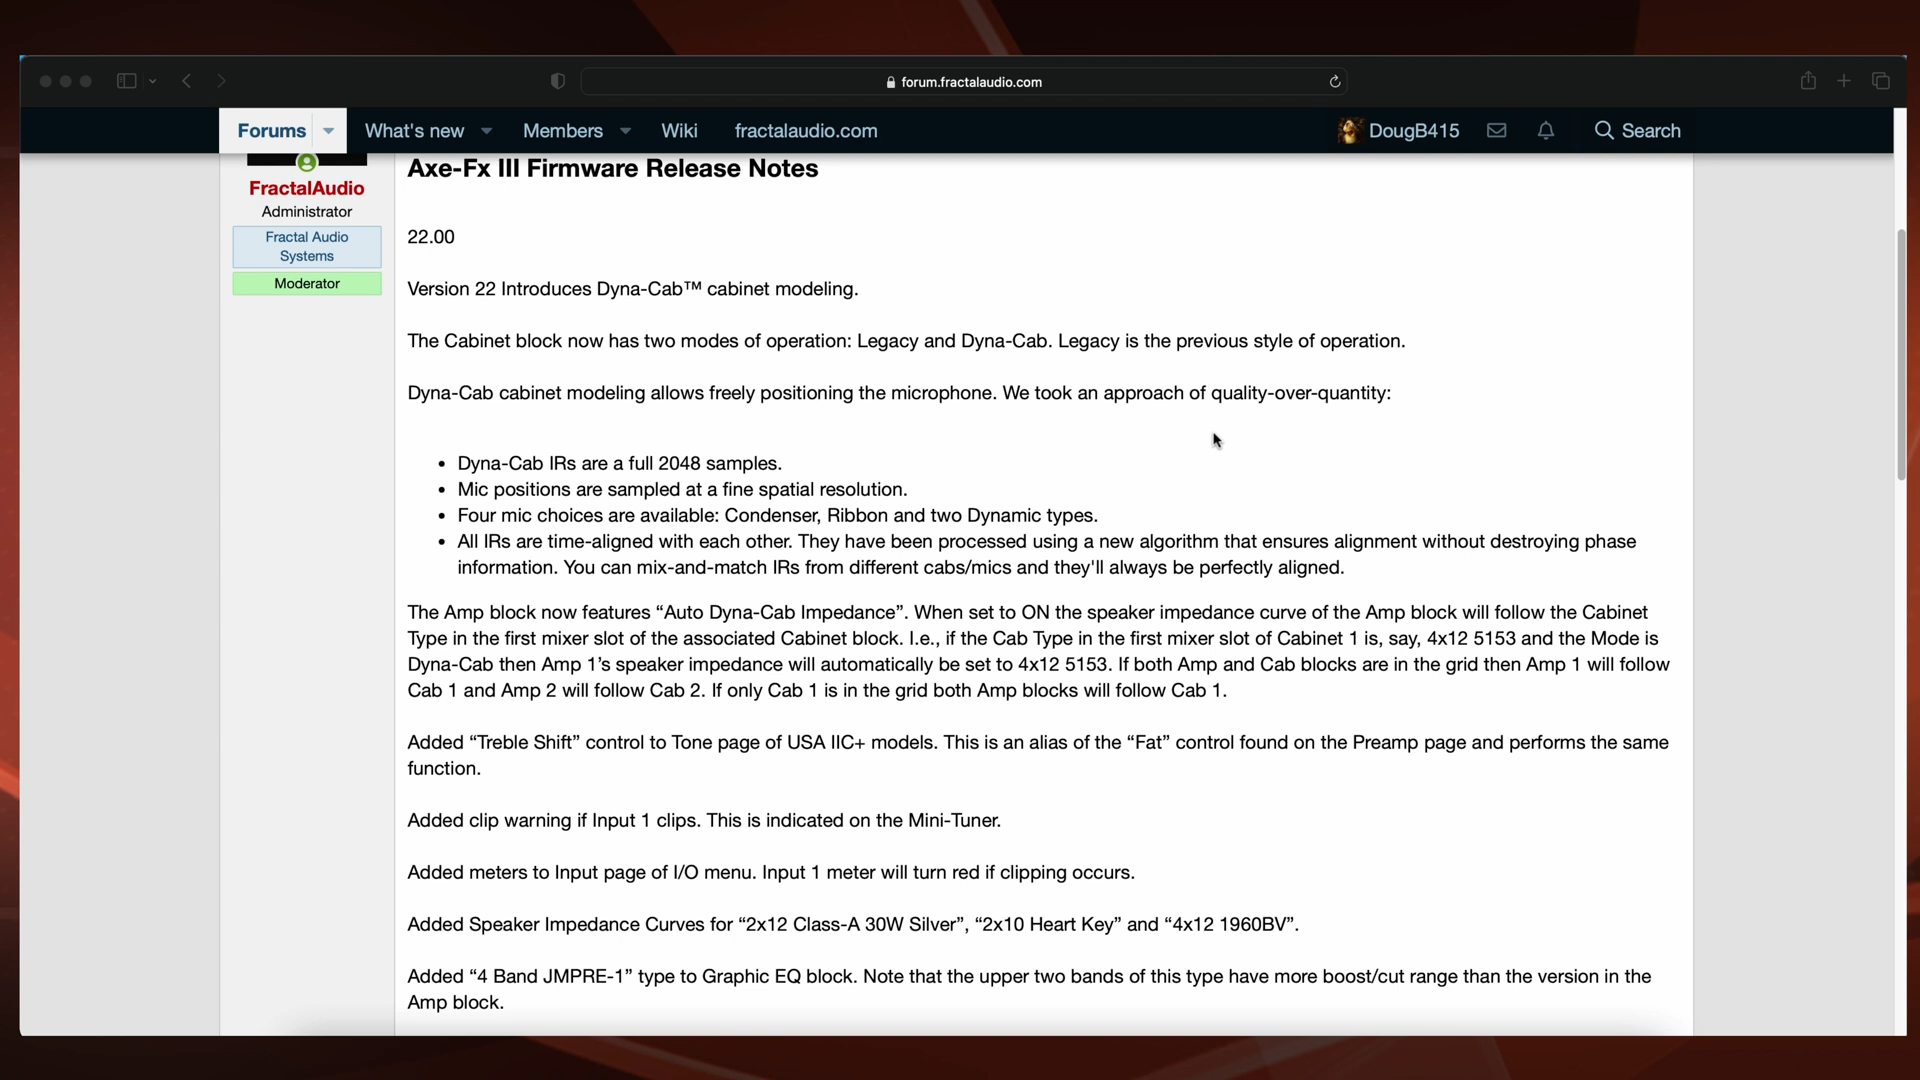 forum.fractalaudio.com
Forums
What's new
Members
Wiki
fractalaudio.com
DougB415
Search
FractalAudio
Administrator
Fractal Audio
Systems
Moderator
Axe-Fx III Firmware Release Notes
22.00
Version 22 Introduces Dyna-Cab™ cabinet modeling.
The Cabinet block now has two modes of operation: Legacy and Dyna-Cab. Legacy is the previous style of operation.
Dyna-Cab cabinet modeling allows freely positioning the microphone. We took an approach of quality-over-quantity:
• Dyna-Cab IRs are a full 2048 samples.
• Mic positions are sampled at a fine spatial resolution.
• Four mic choices are available: Condenser, Ribbon and two Dynamic types.
• All IRs are time-aligned with each other. They have been processed using a new algorithm that ensures alignment without destroying phase
information. You can mix-and-match IRs from different cabs/mics and they'll always be perfectly aligned.
The Amp block now features “Auto Dyna-Cab Impedance”. When set to ON the speaker impedance curve of the Amp block will follow the Cabinet
Type in the first mixer slot of the associated Cabinet block. I.e., if the Cab Type in the first mixer slot of Cabinet 1 is, say, 4x12 5153 and the Mode is
Dyna-Cab then Amp 1’s speaker impedance will automatically be set to 4x12 5153. If both Amp and Cab blocks are in the grid then Amp 1 will follow
Cab 1 and Amp 2 will follow Cab 2. If only Cab 1 is in the grid both Amp blocks will follow Cab 1.
Added “Treble Shift” control to Tone page of USA IIC+ models. This is an alias of the “Fat” control found on the Preamp page and performs the same
function.
Added clip warning if Input 1 clips. This is indicated on the Mini-Tuner.
Added meters to Input page of I/O menu. Input 1 meter will turn red if clipping occurs.
Added Speaker Impedance Curves for “2x12 Class-A 30W Silver”, “2x10 Heart Key” and “4x12 1960BV”.
Added “4 Band JMPRE-1” type to Graphic EQ block. Note that the upper two bands of this type have more boost/cut range than the version in the
Amp block.